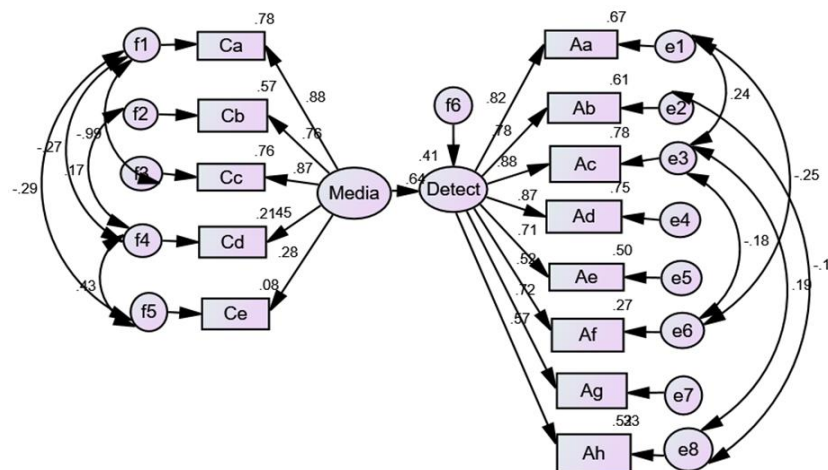 .78
.67
f1
Ca
Aa
e1
.88
.82
.24
.57
f2
Cb
.76
f6
.61
Ab
e2
.78
-.27
-.99
.76
.87
.41
.88
.78
Cc
Ac
e3
-.29
.17
Media
.64
Detect
.87
.75
-.25
.2145
.71
Ad
e4
f4
Cd
.28
-.18
.50
.43
.08
Ae
e5
.72
.19
f5
Ce
.57
.27
Af
e6
Ag
e7
Ah
e8